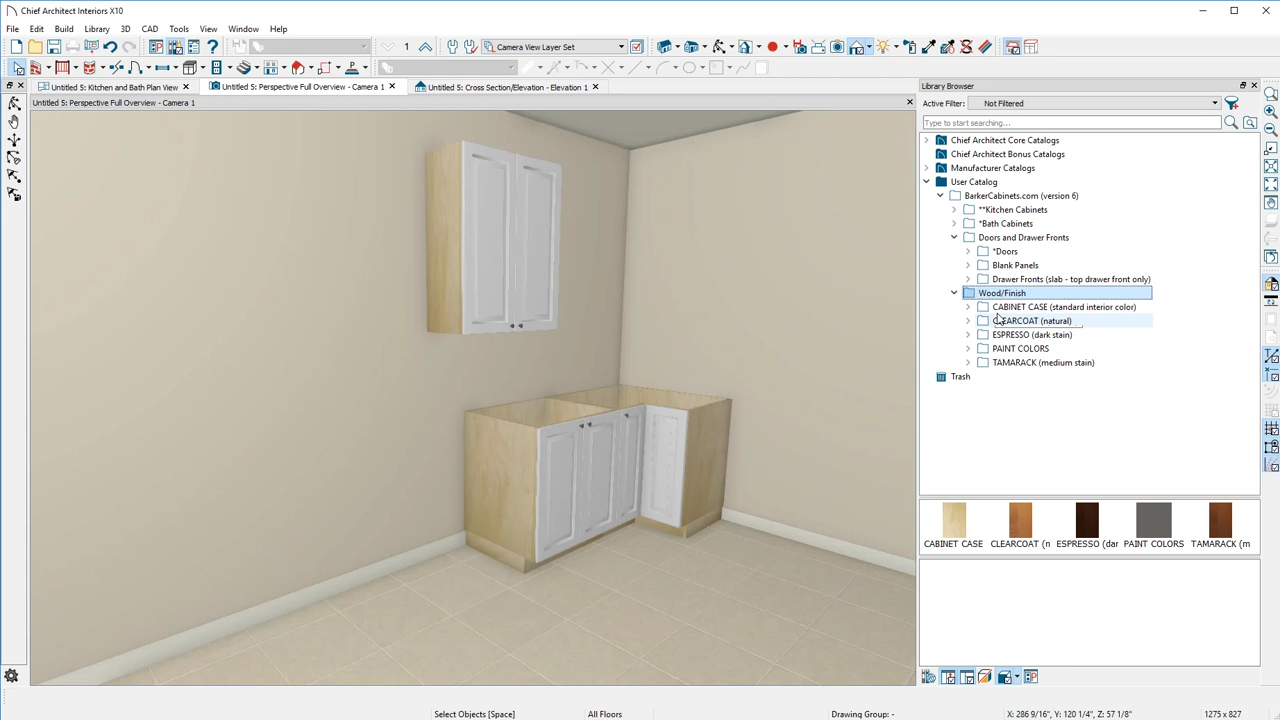 Chief Architect Interiors X10
File Edit Build Library 3D CAD Tools View Window Help
1 Camera View Layer Set
Untitled 5: Kitchen and Bath Plan View Untitled 5: Perspective Full Overview - Camera 1 Untitled 5: Cross Section/Elevation - Elevation 1
Untitled 5: Perspective Full Overview - Camera 1
Library Browser
Active Filter: Not Filtered
Type to start searching...
Chief Architect Core Catalogs
Chief Architect Bonus Catalogs
Manufacturer Catalogs
User Catalog
BarkerCabinets.com (version 6)
**Kitchen Cabinets
*Bath Cabinets
Doors and Drawer Fronts
*Doors
Blank Panels
Drawer Fronts (slab - top drawer front only)
Wood/Finish
CABINET CASE (standard interior color)
CLEARCOAT (natural)
ESPRESSO (dark stain)
PAINT COLORS
TAMARACK (medium stain)
Trash
CABINET CASE CLEARCOAT (n ESPRESSO (dar PAINT COLORS TAMARACK (m
Select Objects [Space] All Floors Drawing Group: - X: 286 9/16", Y: 120 1/4", Z: 57 1/8" 1275 x 827